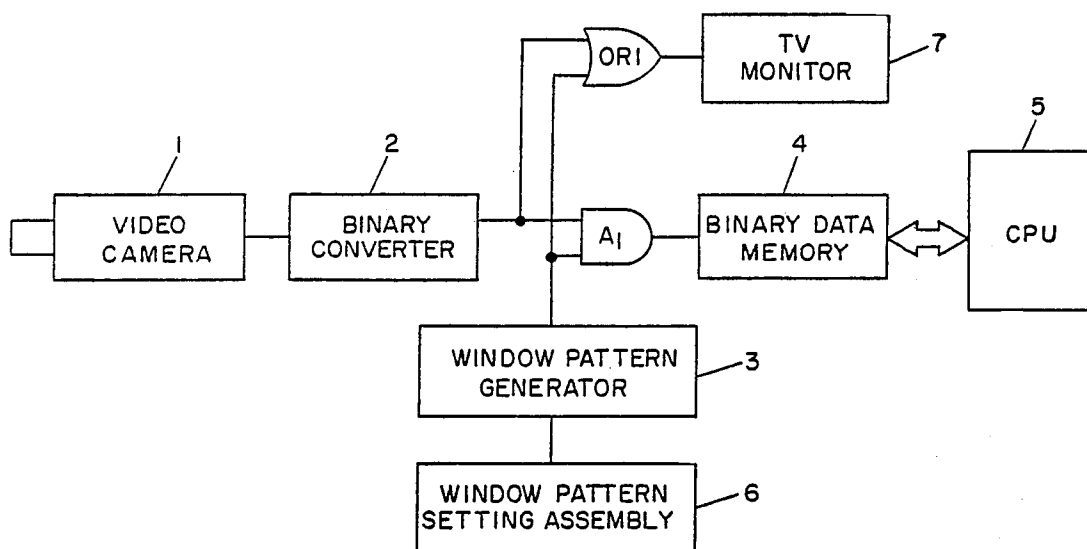 OR1
TV
MONITOR
7
1
2
4
5
VIDEO
CAMERA
BINARY
CONVERTER
A1
BINARY DATA
MEMORY
CPU
WINDOW PATTERN
GENERATOR
3
WINDOW PATTERN
SETTING ASSEMBLY
6